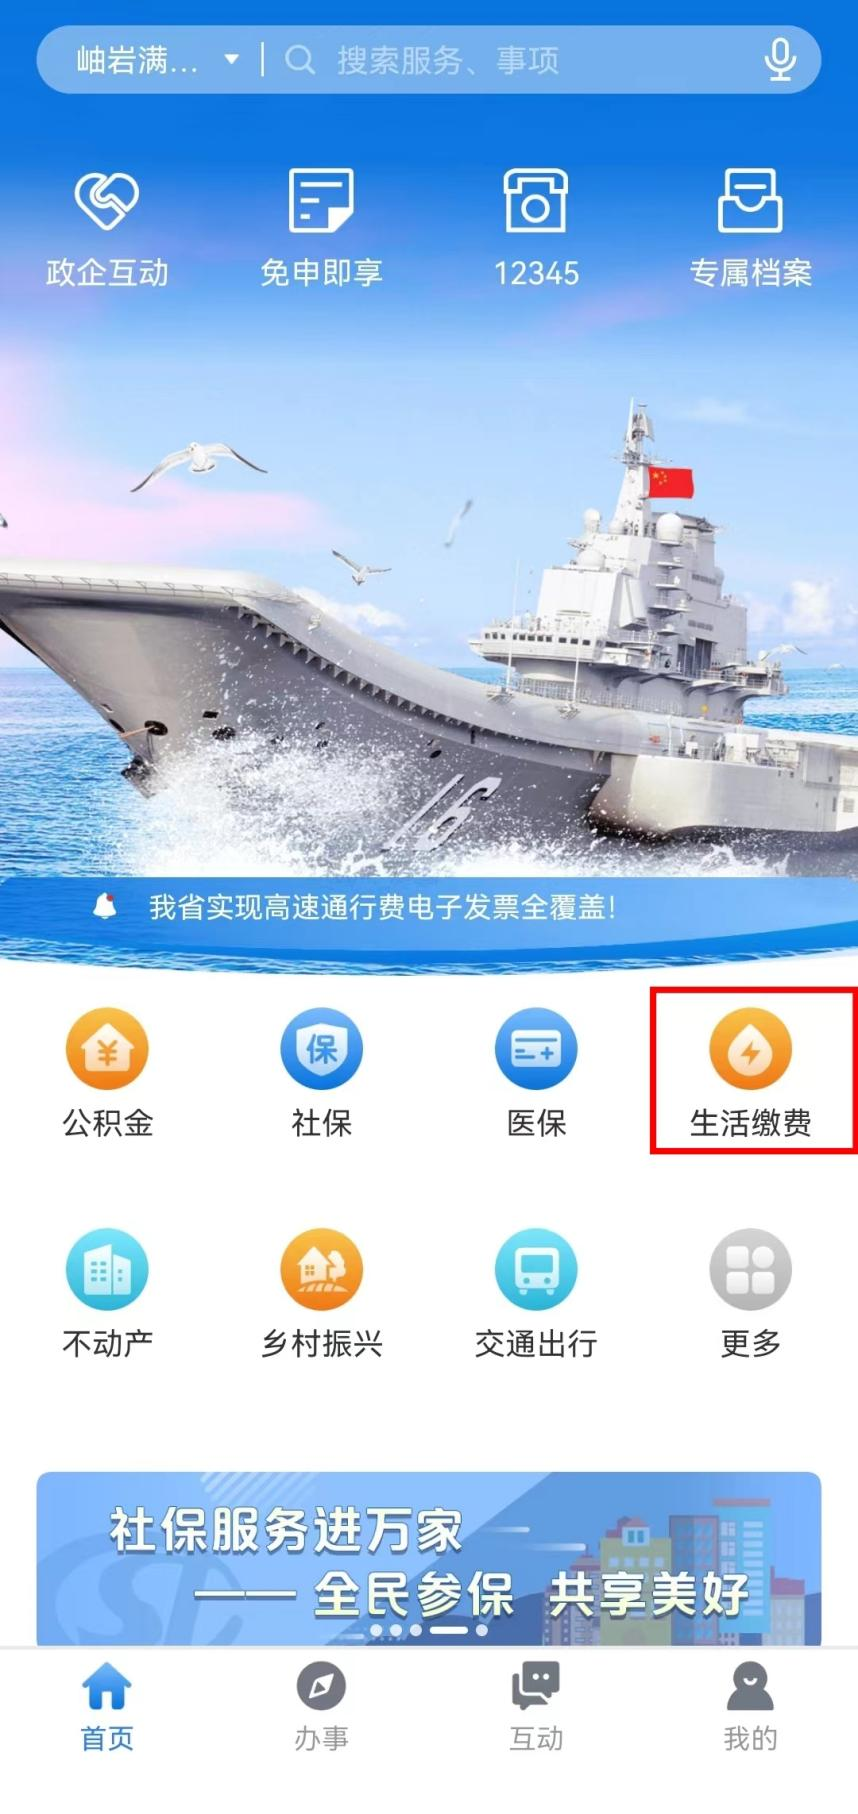 岫岩满... 搜索服务、事项
政企互动 免申即享 12345 专属档案
16
我省实现高速通行费电子发票全覆盖!
公积金 社保 医保 生活缴费
不动产 乡村振兴 交通出行 更多
社保服务进万家
—— 全民参保 共享美好
首页 办事 互动 我的